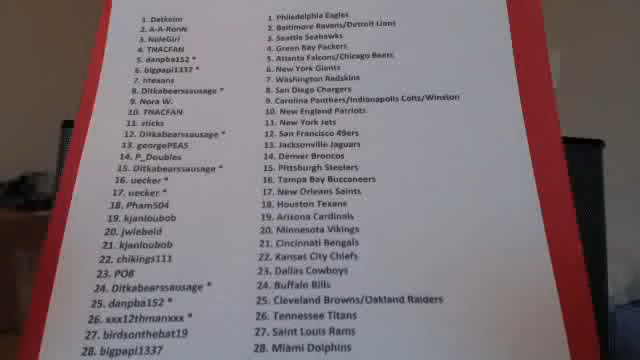 1. Datkeim 1. Philadelphia Eagles
2. A-A-RonN 2. Baltimore Ravens/Detroit Lions
3. NoleGirl 3. Seattle Seahawks
4. TNACFAN 4. Green Bay Packers
5. danpba152 * 5. Atlanta Falcons/Chicago Bears
6. bigpapi1337 * 6. New York Giants
7. htexans 7. Washington Redskins
8. Ditkabearssausage * 8. San Diego Chargers
9. Nora W. 9. Carolina Panthers/Indianapolis Colts/Winston
10. TNACFAN 10. New England Patriots
11. sticks 11. New York Jets
12. Ditkabearssausage * 12. San Francisco 49ers
13. georgePEA5 13. Jacksonville Jaguars
14. P_Doubles 14. Denver Broncos
15. Ditkabearssausage * 15. Pittsburgh Steelers
16. uecker * 16. Tampa Bay Buccaneers
17. uecker * 17. New Orleans Saints
18. Pham504 18. Houston Texans
19. kjanloubob 19. Arizona Cardinals
20. jwiebeld 20. Minnesota Vikings
21. kjanloubob 21. Cincinnati Bengals
22. chikings111 22. Kansas City Chiefs
23. POB 23. Dallas Cowboys
24. Ditkabearssausage * 24. Buffalo Bills
25. danpba152 * 25. Cleveland Browns/Oakland Raiders
26. xxx12thmanxxx * 26. Tennessee Titans
27. birdsonthebat19 27. Saint Louis Rams
28. bigpapi1337 28. Miami Dolphins